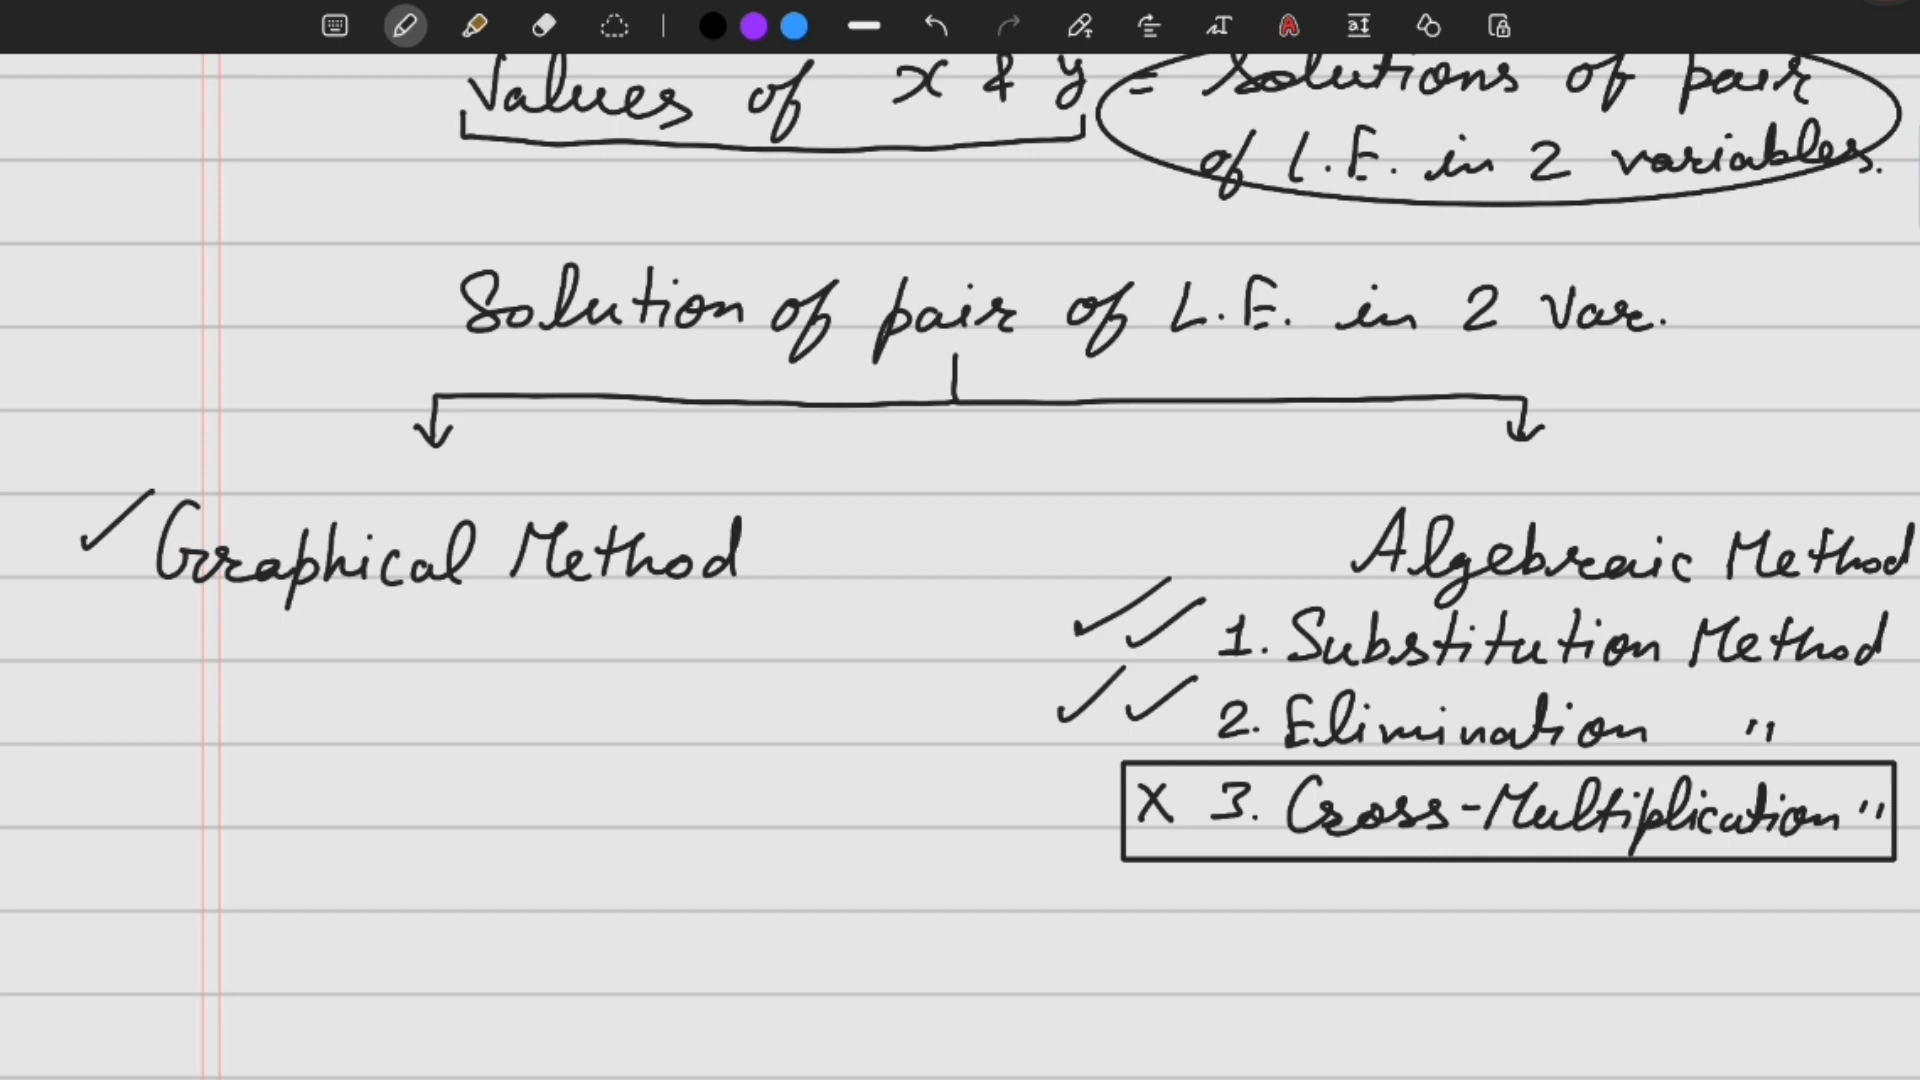 Values of x & y = Solutions of pair
of L.E. in 2 variables.
Solution of pair of L.E. in 2 Var.
Graphical Method
Algebraic Method
1. Substitution Method
2. Elimination "
X 3. Cross-Multiplication "